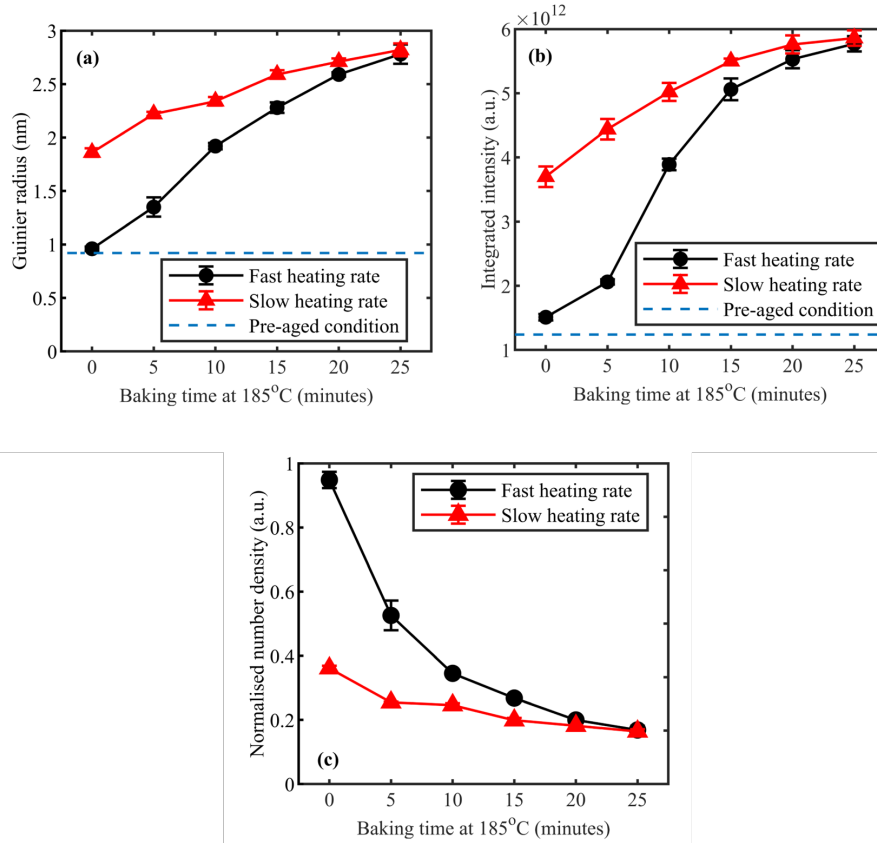 (a)
3
2.5
2
1.5
1
0.5
0
Guinier radius (nm)
Fast heating rate
Slow heating rate
Pre-aged condition
0 5 10 15 20 25
Baking time at 185°C (minutes)
×10¹²
(b)
6
5
4
3
2
1
Integrated intensity (a.u.)
Fast heating rate
Slow heating rate
Pre-aged condition
0 5 10 15 20 25
Baking time at 185°C (minutes)
1
0.8
0.6
0.4
0.2
0
Normalised number density (a.u.)
Fast heating rate
Slow heating rate
(c)
0 5 10 15 20 25
Baking time at 185°C (minutes)